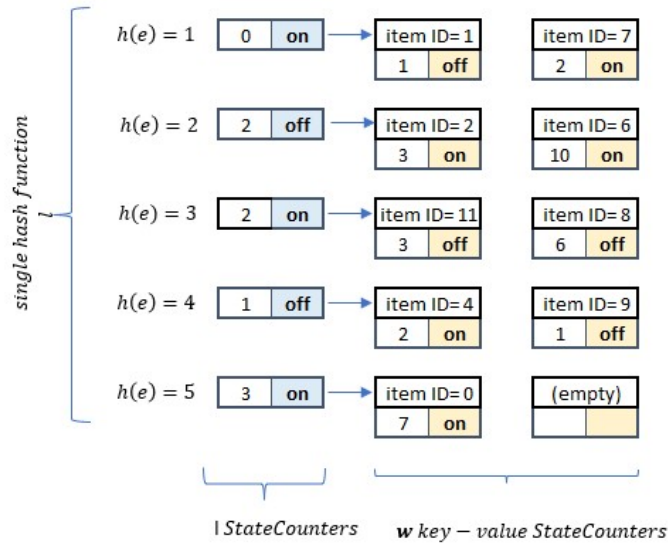 single hash function
l
h(e) = 1 0 on item ID= 1 item ID= 7
1 off 2 on
h(e) = 2 2 off item ID= 2 item ID= 6
3 on 10 on
h(e) = 3 2 on item ID= 11 item ID= 8
3 off 6 off
h(e) = 4 1 off item ID= 4 item ID= 9
2 on 1 off
h(e) = 5 3 on item ID= 0 (empty)
7 on
l StateCounters w key − value StateCounters